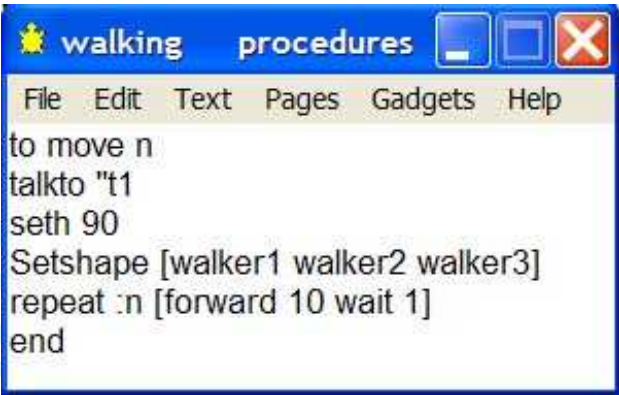 walking procedures
File Edit Text Pages Gadgets Help
to move n
talkto "t1
seth 90
Setshape [walker1 walker2 walker3]
repeat :n [forward 10 wait 1]
end